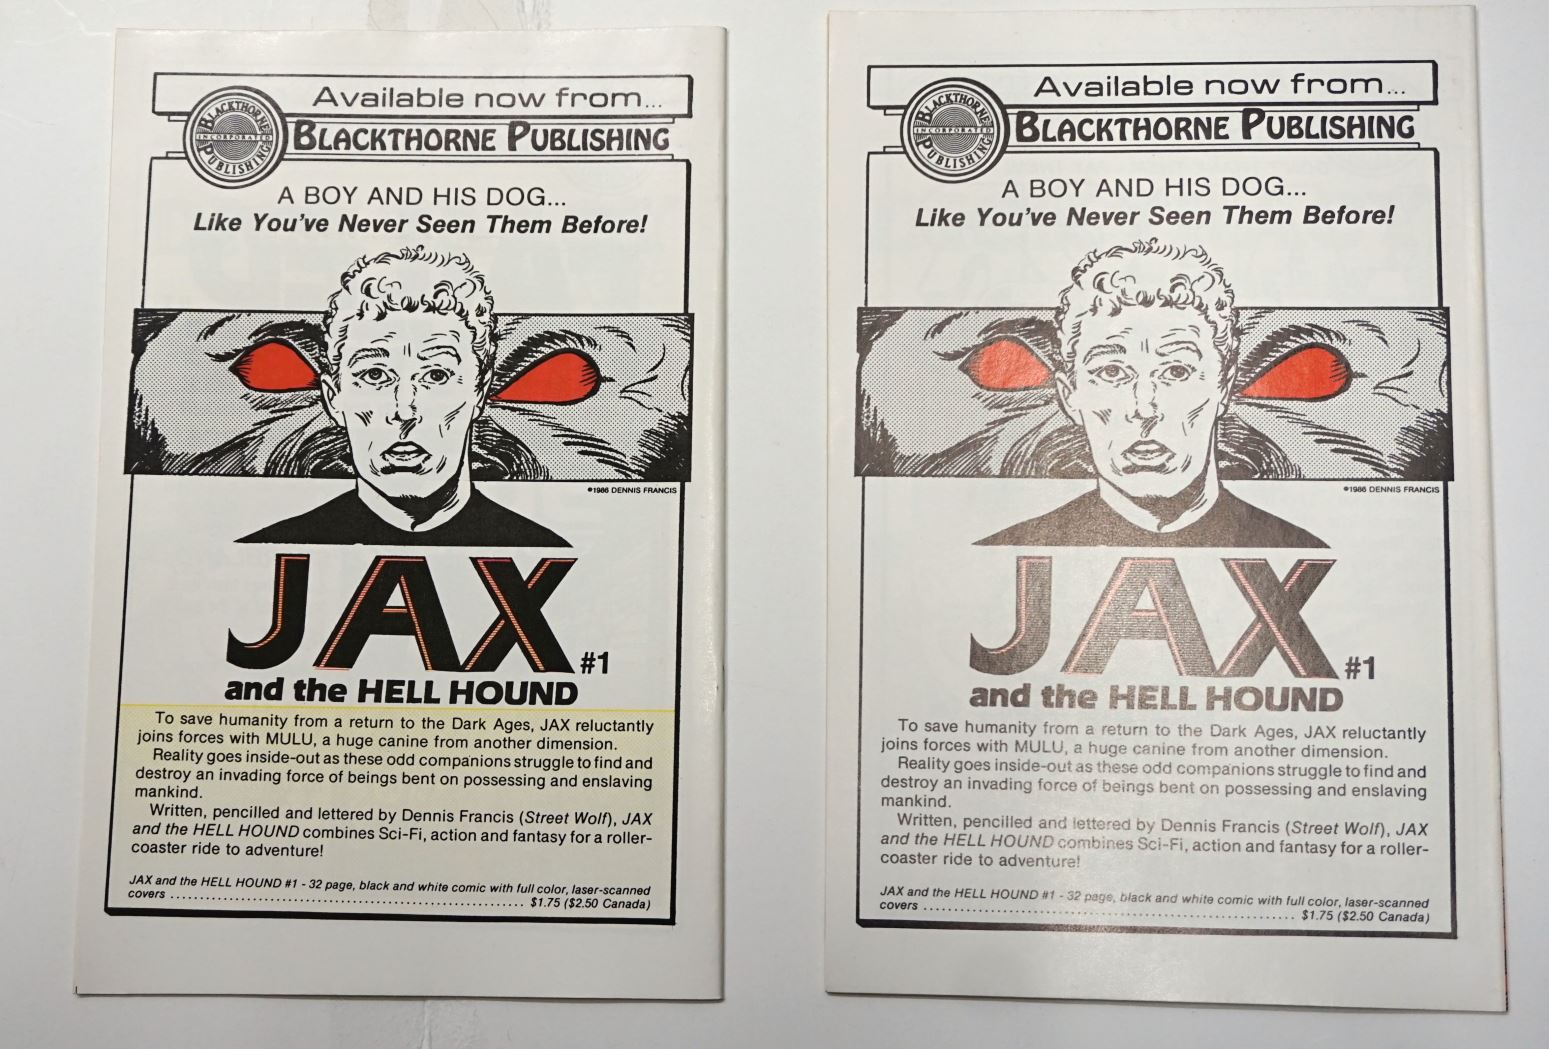 Available now from...
BLACKTHORNE
INCORPORATED
PUBLISHING
BLACKTHORNE PUBLISHING
A BOY AND HIS DOG...
Like You've Never Seen Them Before!
©1986 DENNIS FRANCIS
JAX
#1
and the HELL HOUND
To save humanity from a return to the Dark Ages, JAX reluctantly
joins forces with MULU, a huge canine from another dimension.
Reality goes inside-out as these odd companions struggle to find and
destroy an invading force of beings bent on possessing and enslaving
mankind.
Written, pencilled and lettered by Dennis Francis (Street Wolf), JAX
and the HELL HOUND combines Sci-Fi, action and fantasy for a roller-
coaster ride to adventure!
JAX and the HELL HOUND #1 - 32 page, black and white comic with full color, laser-scanned
covers ................................................................ $1.75 ($2.50 Canada)
Available now from...
BLACKTHORNE
INCORPORATED
PUBLISHING
BLACKTHORNE PUBLISHING
A BOY AND HIS DOG...
Like You've Never Seen Them Before!
©1986 DENNIS FRANCIS
JAX
#1
and the HELL HOUND
To save humanity from a return to the Dark Ages, JAX reluctantly
joins forces with MULU, a huge canine from another dimension.
Reality goes inside-out as these odd companions struggle to find and
destroy an invading force of beings bent on possessing and enslaving
mankind.
Written, pencilled and lettered by Dennis Francis (Street Wolf), JAX
and the HELL HOUND combines Sci-Fi, action and fantasy for a roller-
coaster ride to adventure!
JAX and the HELL HOUND #1 - 32 page, black and white comic with full color, laser-scanned
covers ................................................................ $1.75 ($2.50 Canada)